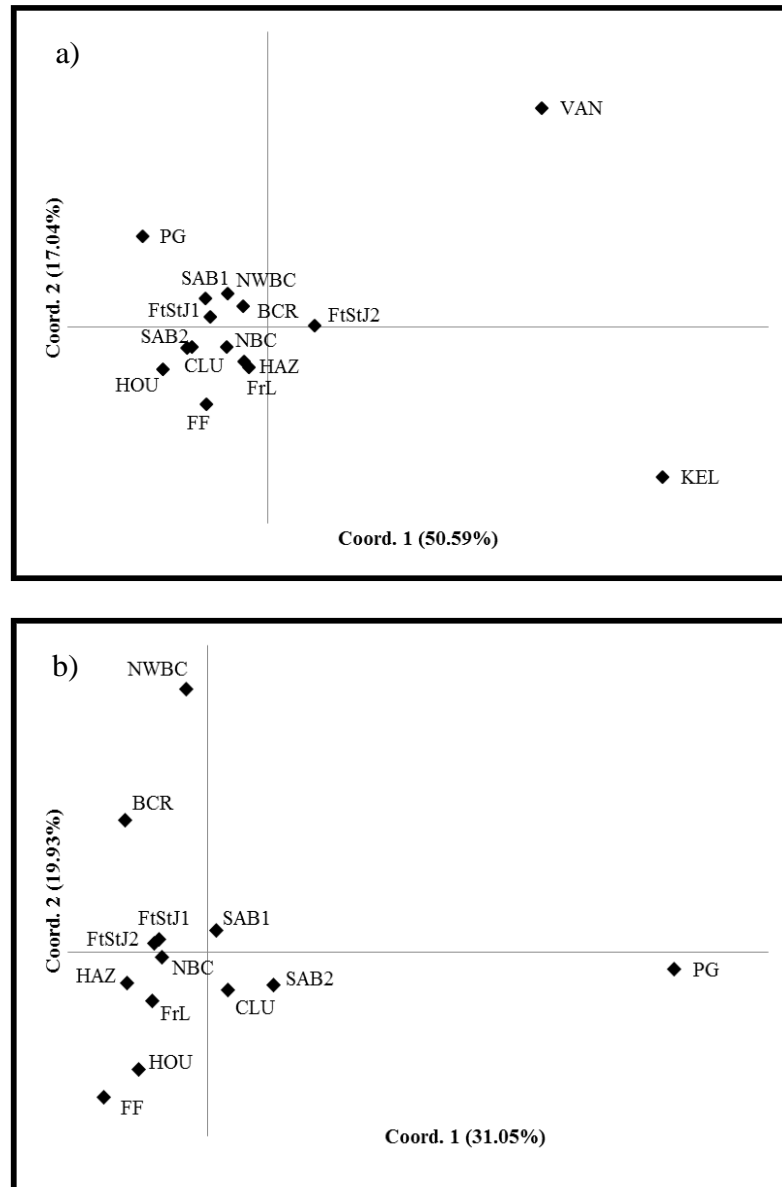 a)
VAN
PG
SAB1
NWBC
BCR
FtStJ1
FtStJ2
SAB2
NBC
CLU
HAZ
HOU
FrL
FF
KEL
Coord. 2 (17.04%)
Coord. 1 (50.59%)
b)
NWBC
BCR
FtStJ1
SAB1
FtStJ2
NBC
PG
HAZ
SAB2
CLU
FrL
HOU
FF
Coord. 2 (19.93%)
Coord. 1 (31.05%)